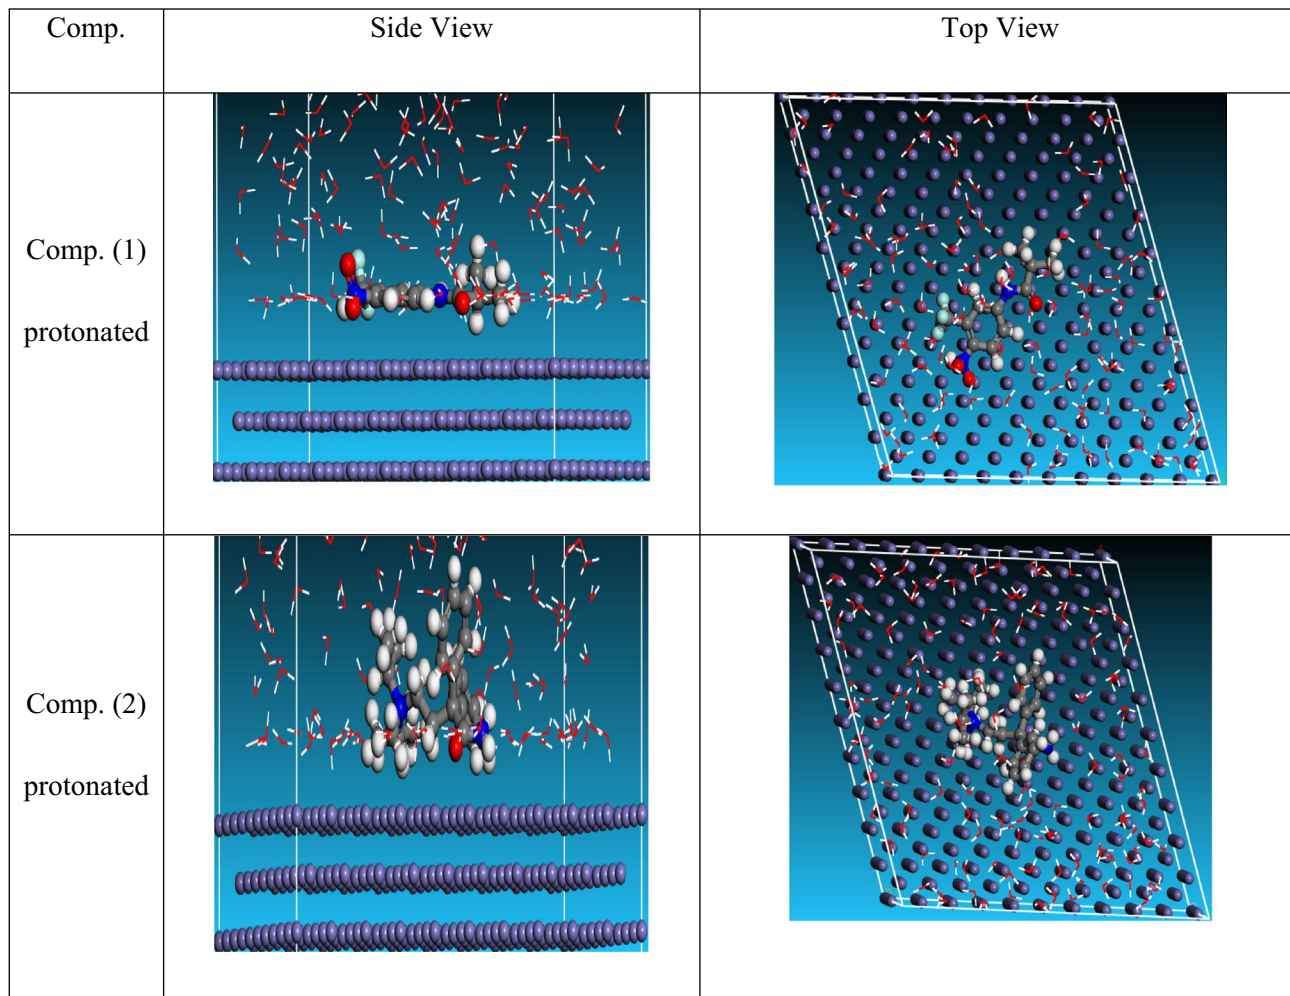 Comp.
Side View
Top View
Comp. (1)
protonated
Comp. (2)
protonated